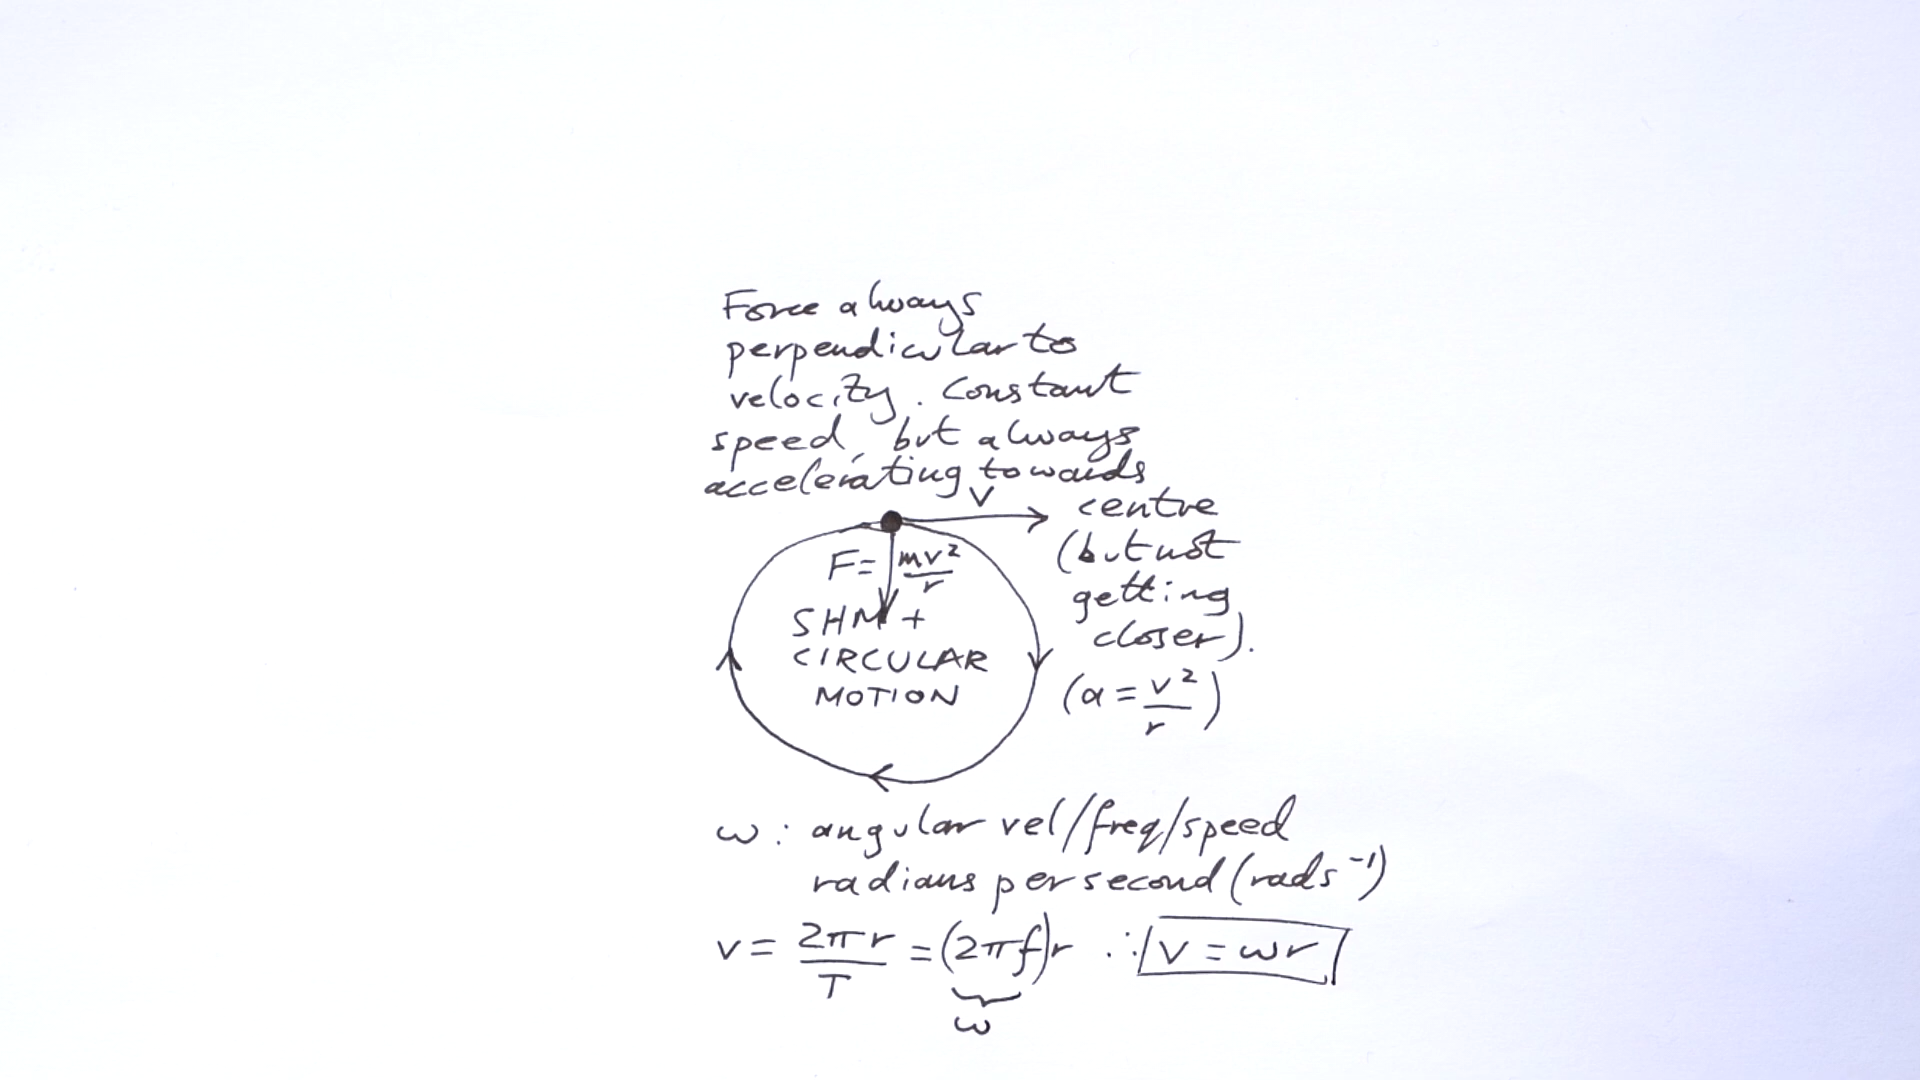 Force always
perpendicular to
velocity. Constant
speed, but always
accelerating towards
centre
(but not
getting
closer).
(a = v²/r)
v
F = mv²/r
SHM +
CIRCULAR
MOTION
ω : angular vel/freq/speed
radians per second (rads⁻¹)
v = 2πr/T = (2πf)r ∴ v = ωr
ω